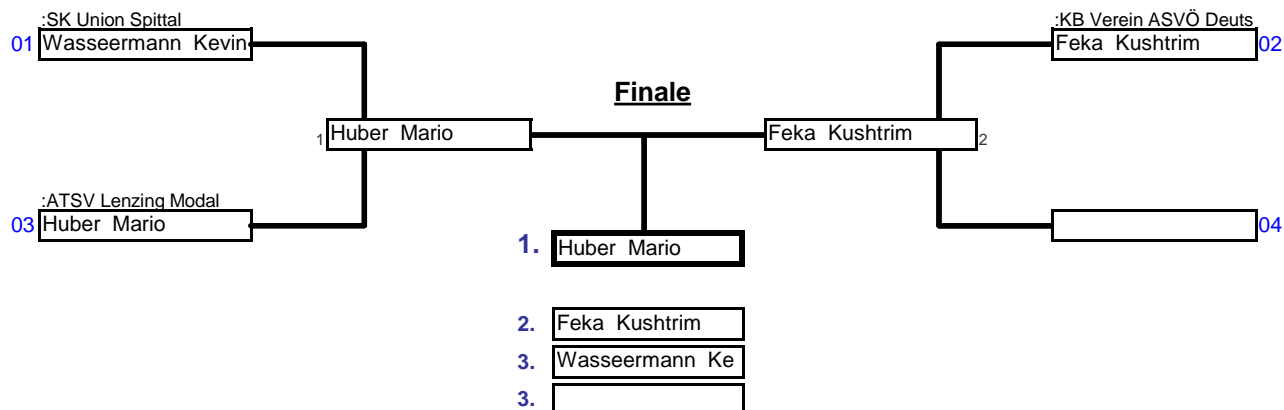 :SK Union Spittal
01 Wasseermann Kevin
:KB Verein ASVÖ Deuts
Feka Kushtrim 02
Finale
1 Huber Mario
Feka Kushtrim 2
:ATSV Lenzing Modal
03 Huber Mario
04
1. Huber Mario
2. Feka Kushtrim
3. Wasseermann Ke
3.